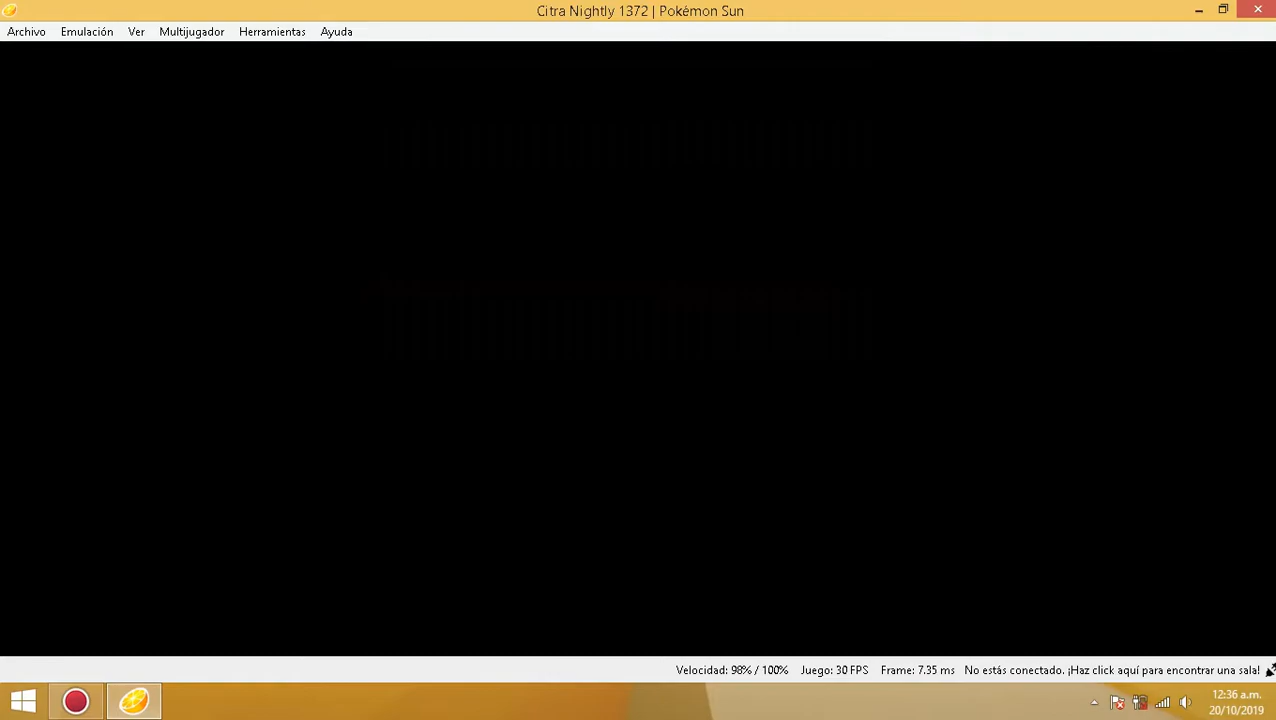 Citra Nightly 1372 | Pokémon Sun
Archivo Emulación Ver Multijugador Herramientas Ayuda
Velocidad: 98% / 100% Juego: 30 FPS Frame: 7.35 ms No estás conectado. ¡Haz click aquí para encontrar una sala!
12:36 a.m.
20/10/2019